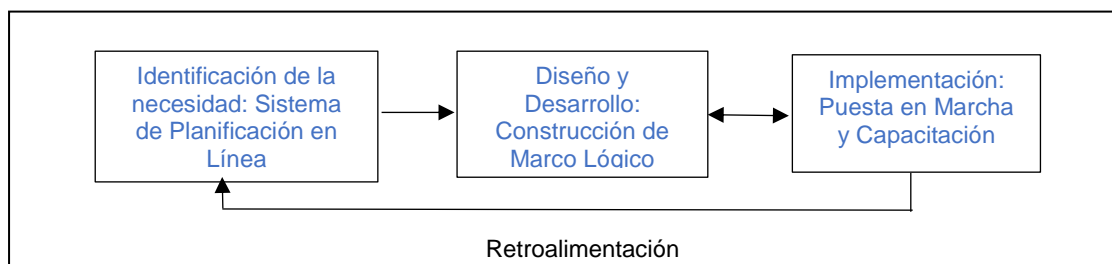 Identificación de la
necesidad: Sistema
de Planificación en
Línea
Diseño y
Desarrollo:
Construcción de
Marco Lógico
Implementación:
Puesta en Marcha
y Capacitación
Retroalimentación